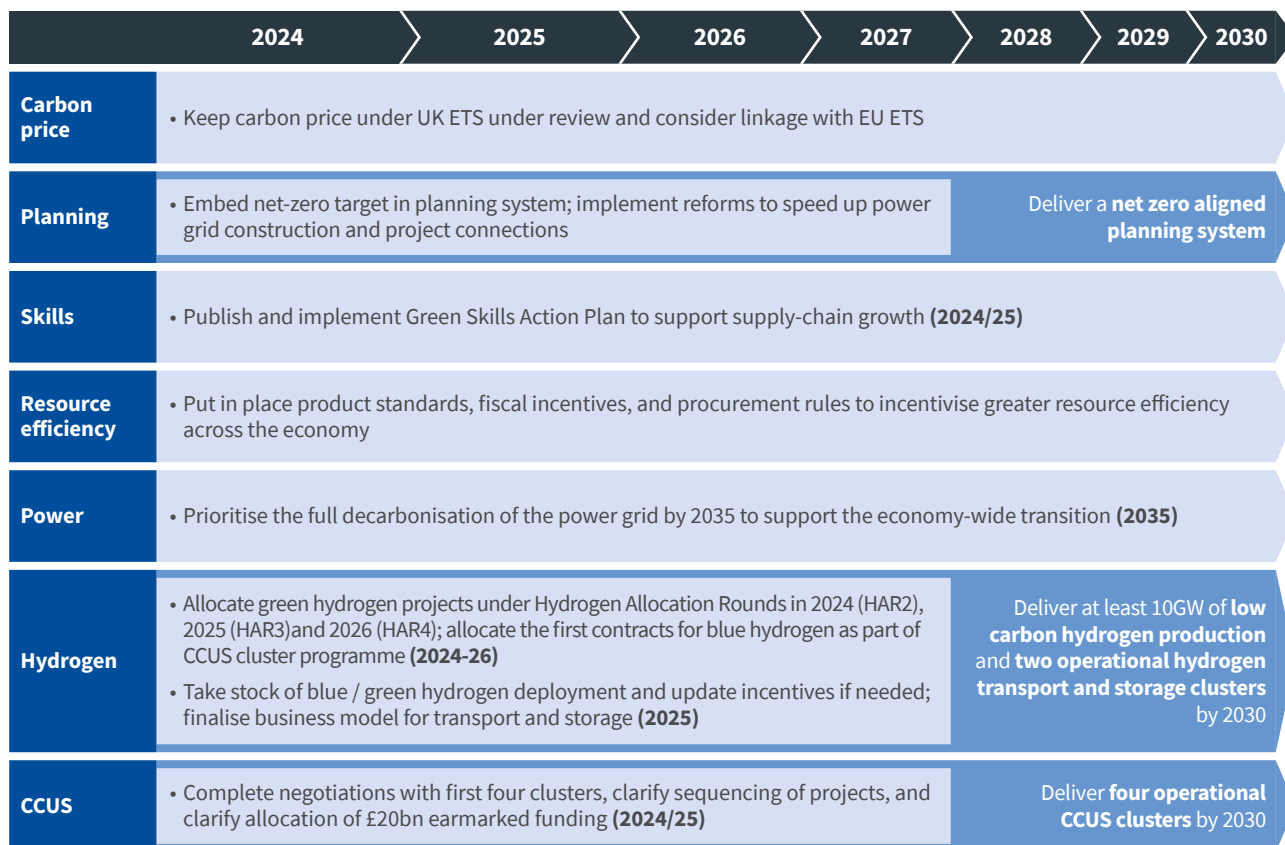 2024 2025 2026 2027 2028 2029 2030
Carbon
price
• Keep carbon price under UK ETS under review and consider linkage with EU ETS
Planning
• Embed net-zero target in planning system; implement reforms to speed up power
grid construction and project connections
Deliver a net zero aligned
planning system
Skills
• Publish and implement Green Skills Action Plan to support supply-chain growth (2024/25)
Resource
efficiency
• Put in place product standards, fiscal incentives, and procurement rules to incentivise greater resource efficiency
across the economy
Power
• Prioritise the full decarbonisation of the power grid by 2035 to support the economy-wide transition (2035)
Hydrogen
• Allocate green hydrogen projects under Hydrogen Allocation Rounds in 2024 (HAR2),
2025 (HAR3)and 2026 (HAR4); allocate the first contracts for blue hydrogen as part of
CCUS cluster programme (2024-26)
• Take stock of blue / green hydrogen deployment and update incentives if needed;
finalise business model for transport and storage (2025)
Deliver at least 10GW of low
carbon hydrogen production
and two operational hydrogen
transport and storage clusters
by 2030
CCUS
• Complete negotiations with first four clusters, clarify sequencing of projects, and
clarify allocation of £20bn earmarked funding (2024/25)
Deliver four operational
CCUS clusters by 2030